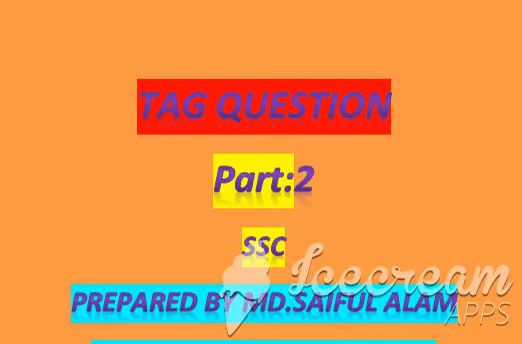 TAG QUESTION
Part:2
SSC
PREPARED BY MD.SAIFUL ALAM
Icecream
APPS